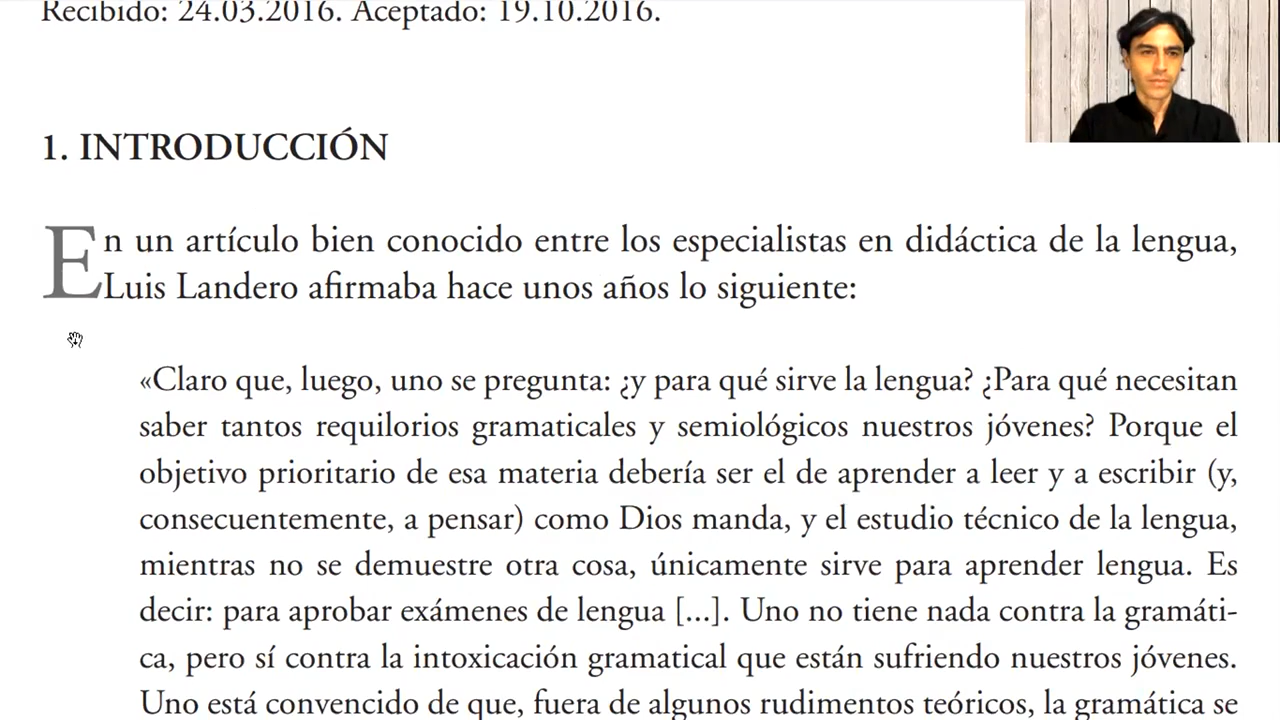 Recibido: 24.03.2016. Aceptado: 19.10.2016.
1. INTRODUCCIÓN
En un artículo bien conocido entre los especialistas en didáctica de la lengua,
Luis Landero afirmaba hace unos años lo siguiente:
«Claro que, luego, uno se pregunta: ¿y para qué sirve la lengua? ¿Para qué necesitan
saber tantos requilorios gramaticales y semiológicos nuestros jóvenes? Porque el
objetivo prioritario de esa materia debería ser el de aprender a leer y a escribir (y,
consecuentemente, a pensar) como Dios manda, y el estudio técnico de la lengua,
mientras no se demuestre otra cosa, únicamente sirve para aprender lengua. Es
decir: para aprobar exámenes de lengua [...]. Uno no tiene nada contra la gramáti-
ca, pero sí contra la intoxicación gramatical que están sufriendo nuestros jóvenes.
Uno está convencido de que, fuera de algunos rudimentos teóricos, la gramática se